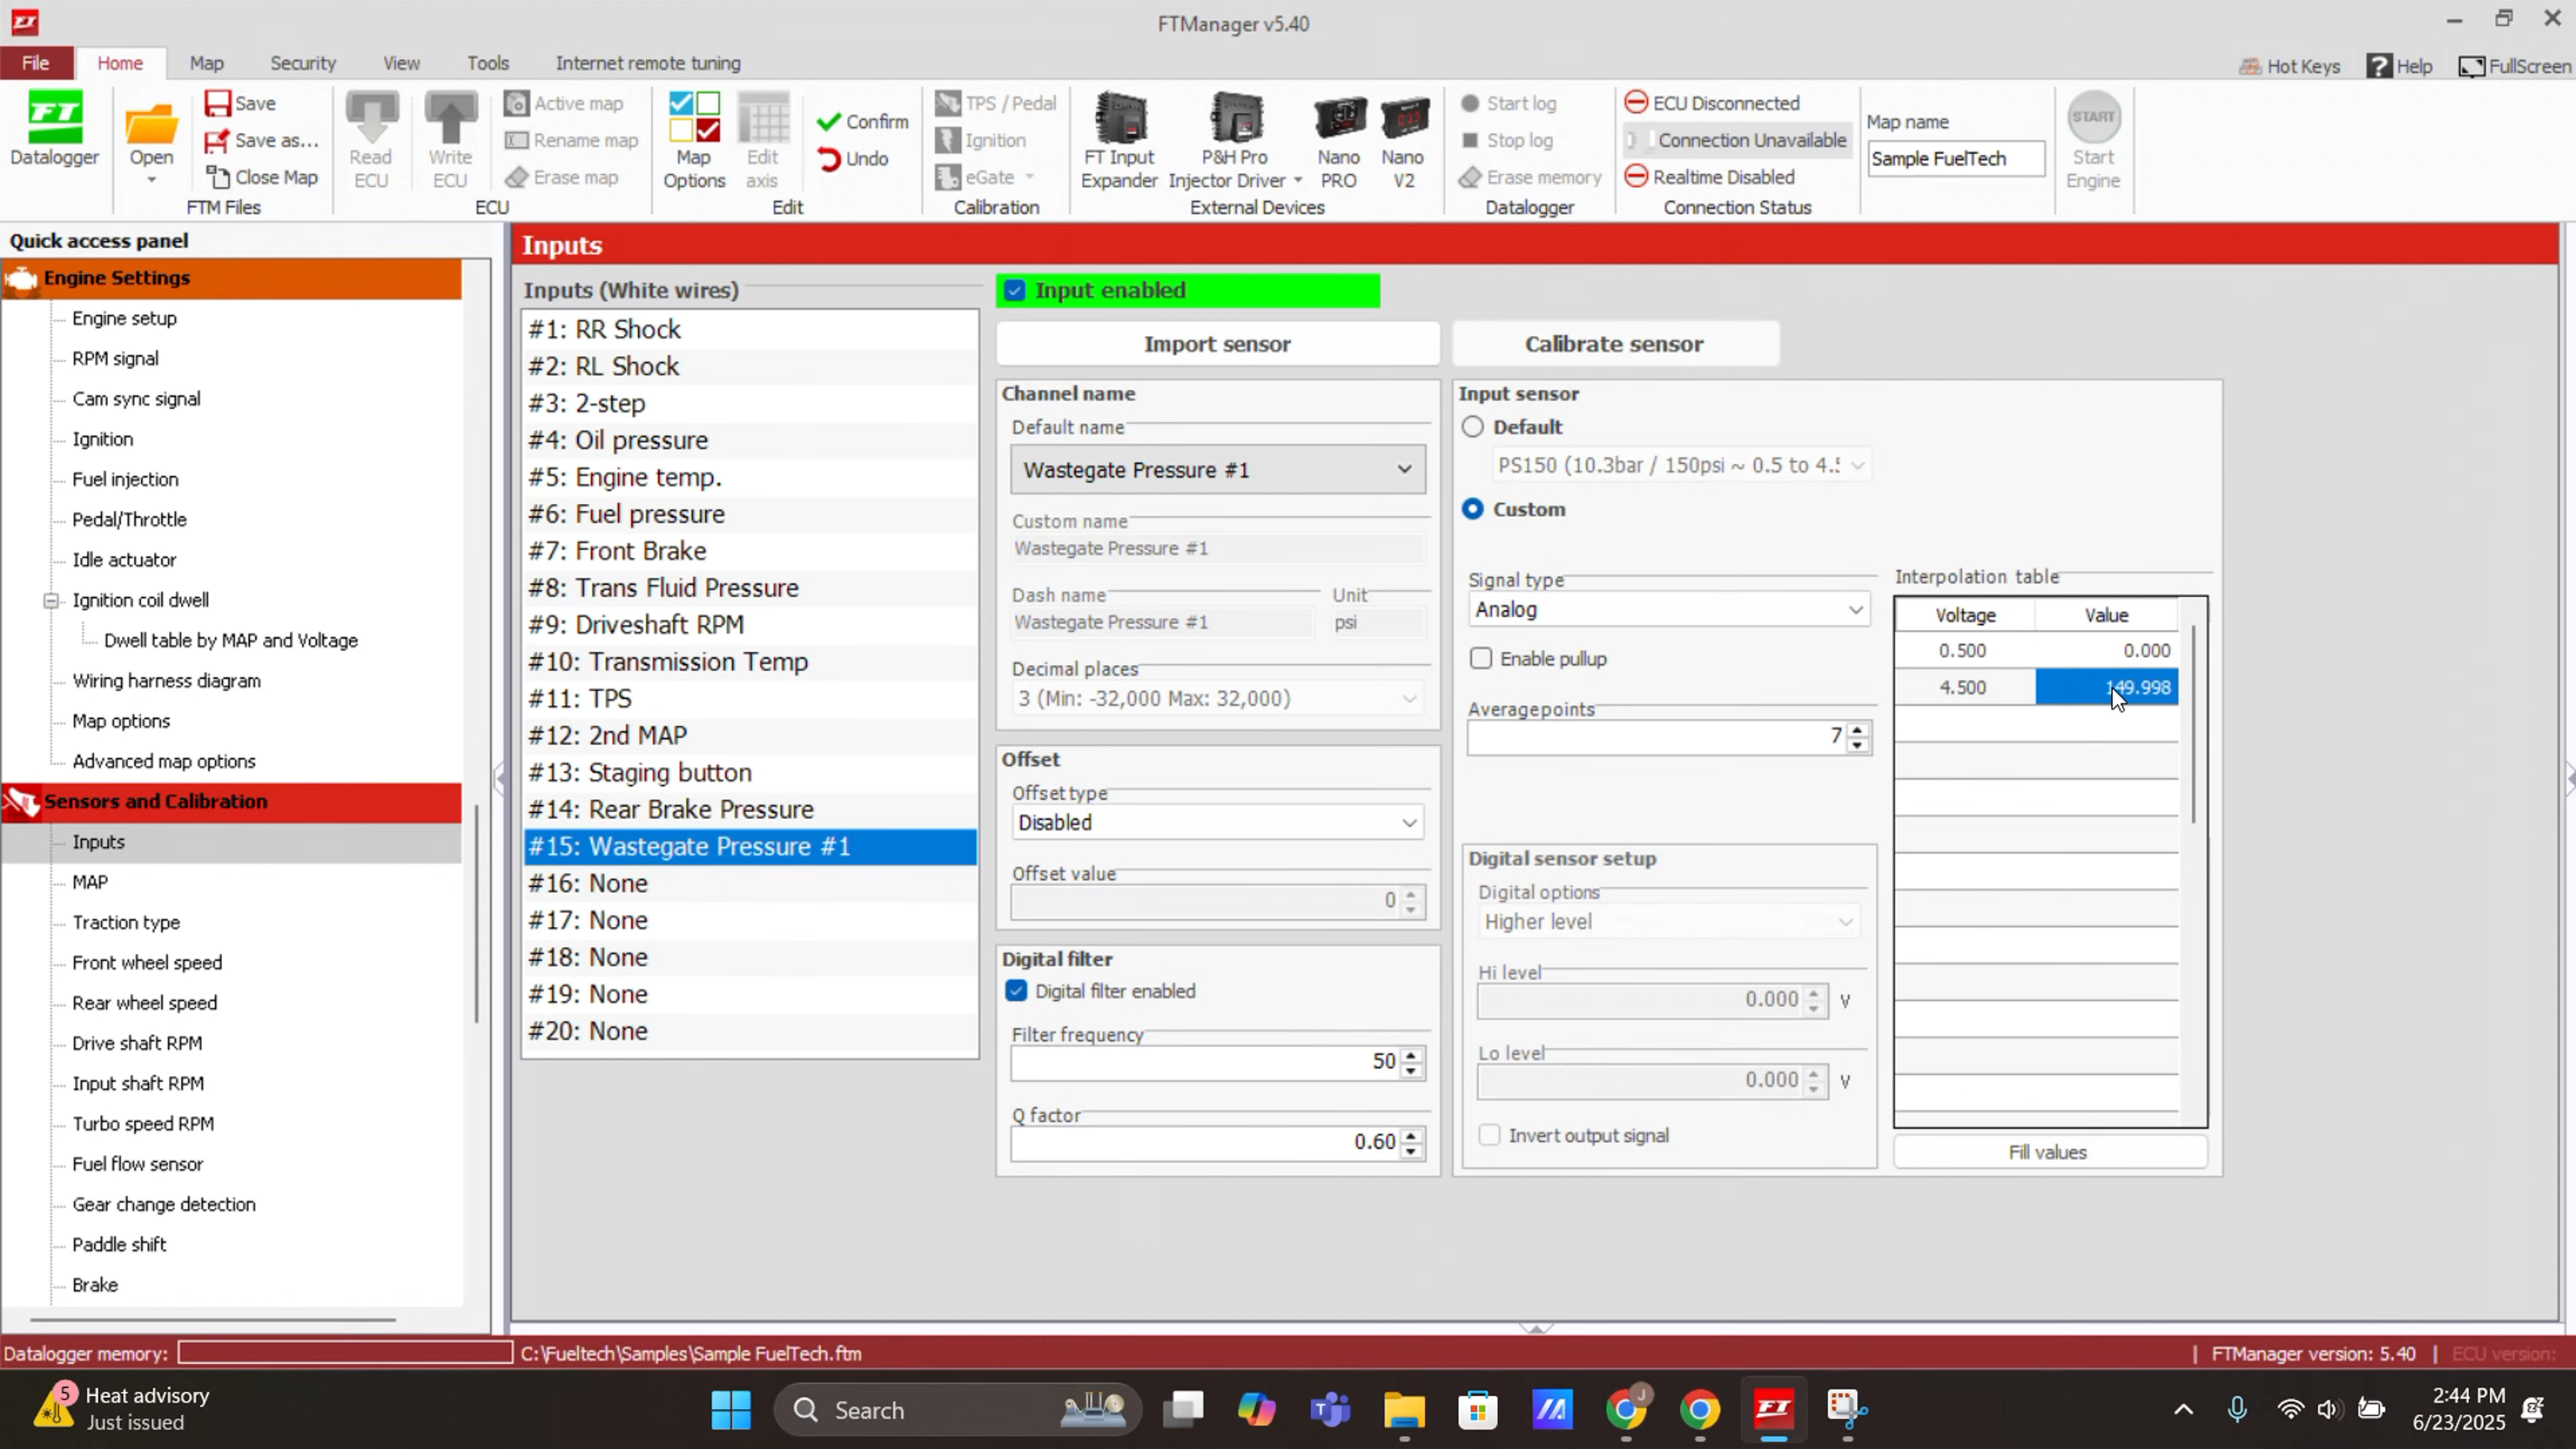 FTManager v5.40
File Home Map Security View Tools Internet remote tuning
Hot Keys ? Help FullScreen
FT
Datalogger
Open
Save
Save as...
Close Map
FTM Files
Read ECU
Write ECU
Active map
Rename map
Erase map
ECU
Map Options
Edit axis
Confirm
Undo
Edit
TPS / Pedal
Ignition
eGate
Calibration
FT Input Expander
P&H Pro Injector Driver
Nano PRO
Nano V2
External Devices
Start log
Stop log
Erase memory
Datalogger
ECU Disconnected
Connection Unavailable
Realtime Disabled
Connection Status
Map name
Sample FuelTech
START
Start Engine
Quick access panel
Engine Settings
Engine setup
RPM signal
Cam sync signal
Ignition
Fuel injection
Pedal/Throttle
Idle actuator
Ignition coil dwell
Dwell table by MAP and Voltage
Wiring harness diagram
Map options
Advanced map options
Sensors and Calibration
Inputs
MAP
Traction type
Front wheel speed
Rear wheel speed
Drive shaft RPM
Input shaft RPM
Turbo speed RPM
Fuel flow sensor
Gear change detection
Paddle shift
Brake
Inputs
Inputs (White wires)
#1: RR Shock
#2: RL Shock
#3: 2-step
#4: Oil pressure
#5: Engine temp.
#6: Fuel pressure
#7: Front Brake
#8: Trans Fluid Pressure
#9: Driveshaft RPM
#10: Transmission Temp
#11: TPS
#12: 2nd MAP
#13: Staging button
#14: Rear Brake Pressure
#15: Wastegate Pressure #1
#16: None
#17: None
#18: None
#19: None
#20: None
Input enabled
Import sensor
Channel name
Default name
Wastegate Pressure #1
Custom name
Wastegate Pressure #1
Dash name Unit
Wastegate Pressure #1 psi
Decimal places
3 (Min: -32,000 Max: 32,000)
Offset
Offset type
Disabled
Offset value
0
Digital filter
Digital filter enabled
Filter frequency
50
Q factor
0.60
Calibrate sensor
Input sensor
Default
PS150 (10.3bar / 150psi ~ 0.5 to 4.5
Custom
Signal type
Analog
Enable pullup
Average points
7
Digital sensor setup
Digital options
Higher level
Hi level
0.000 V
Lo level
0.000 V
Invert output signal
Interpolation table
Voltage Value
0.500 0.000
4.500 149.998
Fill values
Datalogger memory:
C:\Fueltech\Samples\Sample FuelTech.ftm
| FTManager version: 5.40 | ECU version:
5
Heat advisory
Just issued
Search
J
FT
2:44 PM
6/23/2025